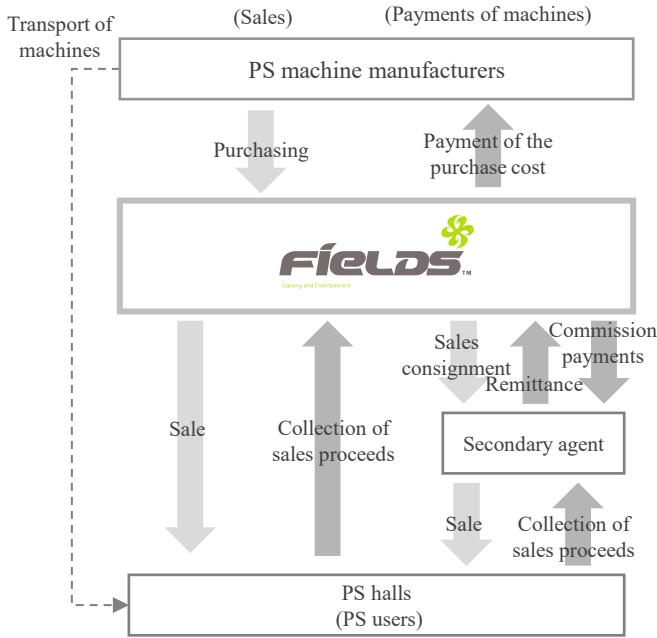 (Sales)
(Payments of machines)
Transport of
machines
PS machine manufacturers
Purchasing
Payment of the
purchase cost
FIELDS™
Gaming and Entertainment
Sales
consignment
Remittance
Commission
payments
Sale
Collection of
sales proceeds
Secondary agent
Sale
Collection of
sales proceeds
PS halls
(PS users)